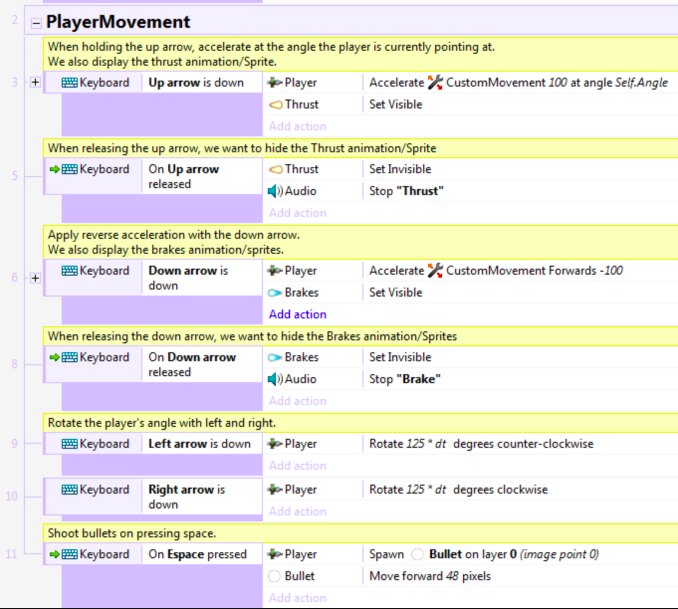 2 PlayerMovement
When holding the up arrow, accelerate at the angle the player is currently pointing at.
We also display the thrust animation/Sprite.
3 Keyboard Up arrow is down Player Accelerate CustomMovement 100 at angle Self.Angle
Thrust Set Visible
Add action
When releasing the up arrow, we want to hide the Thrust animation/Sprite
5 Keyboard On Up arrow released Thrust Set Invisible
Audio Stop "Thrust"
Add action
Apply reverse acceleration with the down arrow.
We also display the brakes animation/sprites.
6 Keyboard Down arrow is down Player Accelerate CustomMovement Forwards -100
Brakes Set Visible
Add action
When releasing the down arrow, we want to hide the Brakes animation/Sprites
8 Keyboard On Down arrow released Brakes Set Invisible
Audio Stop "Brake"
Add action
Rotate the player's angle with left and right.
9 Keyboard Left arrow is down Player Rotate 125 * dt degrees counter-clockwise
Add action
10 Keyboard Right arrow is down Player Rotate 125 * dt degrees clockwise
Add action
Shoot bullets on pressing space.
11 Keyboard On Espace pressed Player Spawn Bullet on layer 0 (image point 0)
Bullet Move forward 48 pixels
Add action